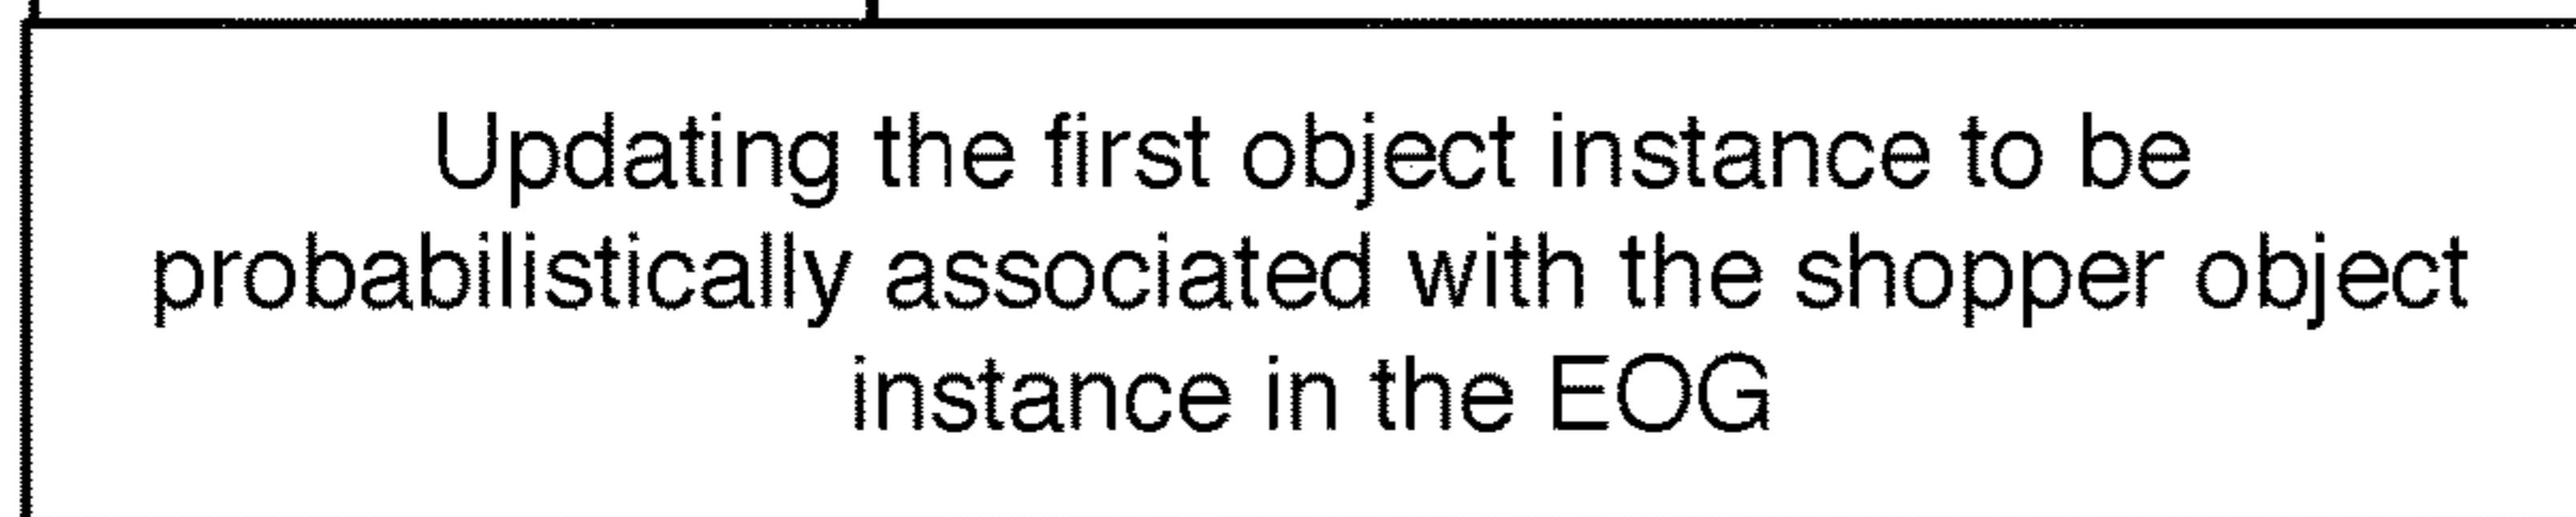 Updating the first object instance to be
probabilistically associated with the shopper object
instance in the EOG